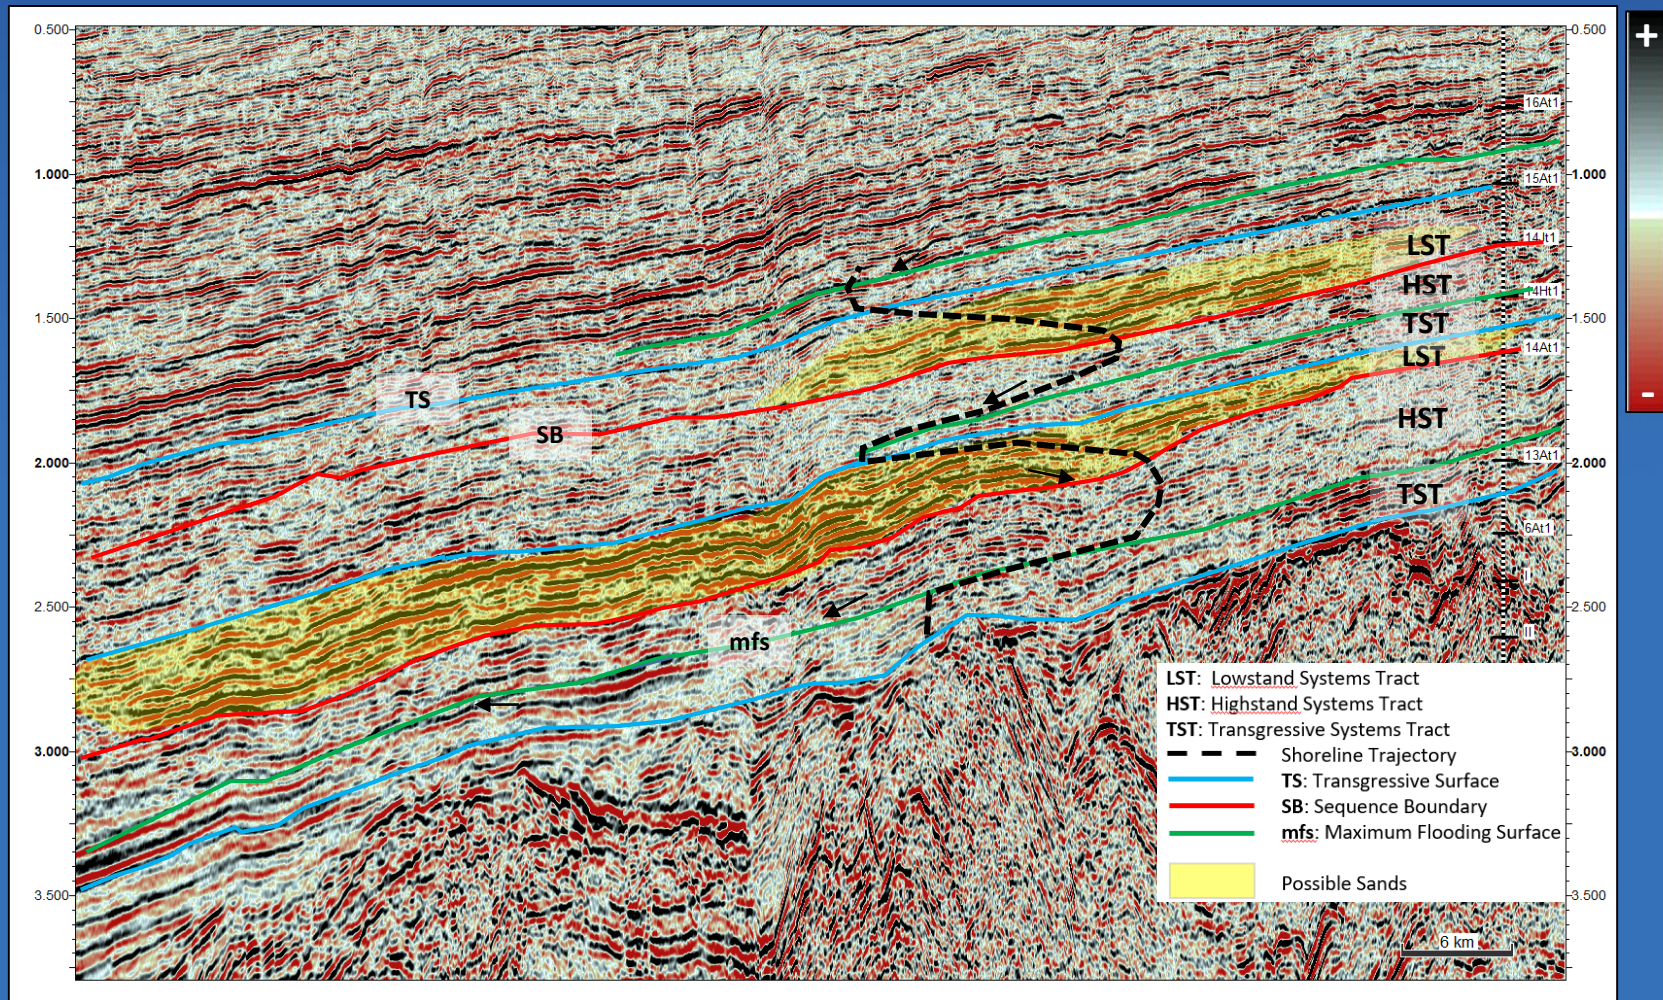 0.500
0.500
+
16At1
1.000
15At1
1.000
LST
14Jt1
HST
14Ht1
1.500
TST
1.500
14At1
LST
TS
HST
SB
2.000
13At1
2.000
TST
6At1
2.500
2.500
mfs
II
LST: Lowstand Systems Tract
HST: Highstand Systems Tract
TST: Transgressive Systems Tract
Shoreline Trajectory
3.000
3.000
TS: Transgressive Surface
SB: Sequence Boundary
mfs: Maximum Flooding Surface
Possible Sands
3.500
3.500
6 km
-